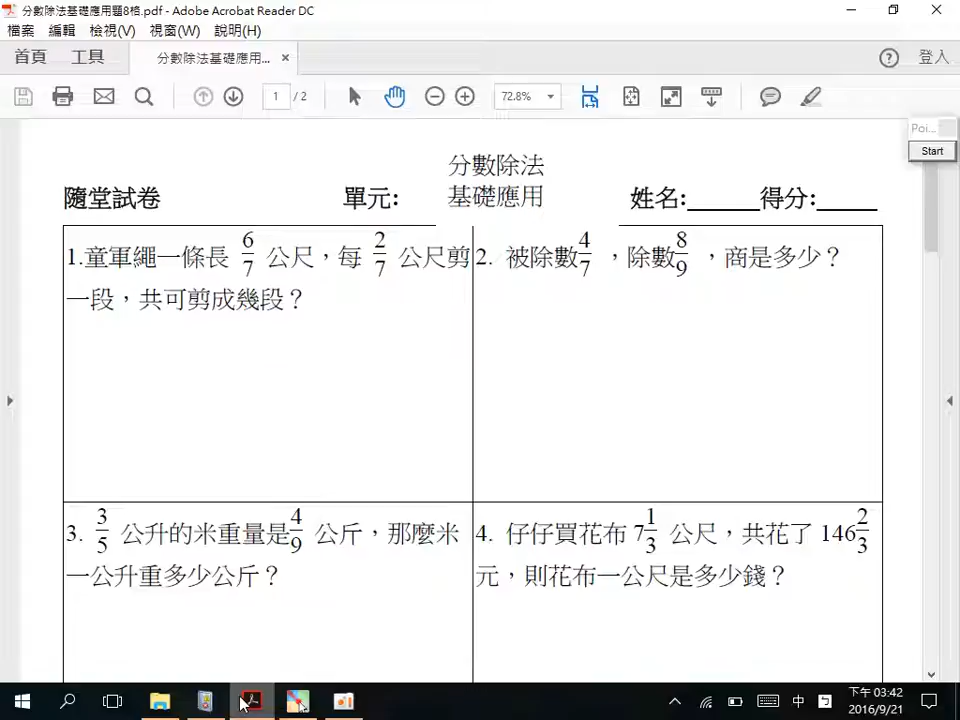 分數除法基礎應用題8格.pdf - Adobe Acrobat Reader DC
檔案 編輯 檢視(V) 視窗(W) 說明(H)
首頁 工具 分數除法基礎應用... × 登入
1 / 2 72.8%
Poi...
Start
分數除法
隨堂試卷 單元: 基礎應用 姓名:______得分:_____
1.童軍繩一條長 6/7 公尺，每 2/7 公尺剪
一段，共可剪成幾段？
2. 被除數4/7 ，除數8/9 ，商是多少？
3. 3/5 公升的米重量是4/9 公斤，那麼米
一公升重多少公斤？
4. 仔仔買花布 7 1/3 公尺，共花了 146 2/3
元，則花布一公尺是多少錢？
中
下午 03:42
2016/9/21